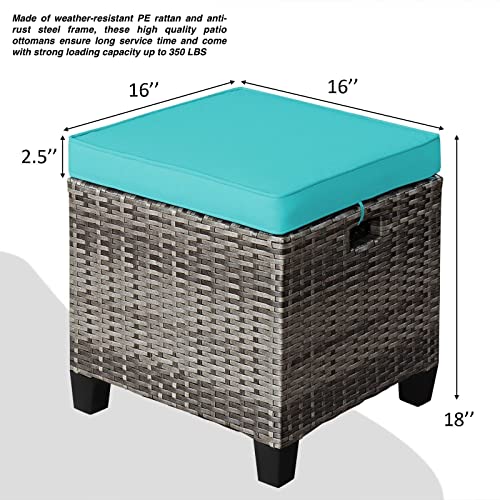 Made of weather-resistant PE rattan and anti-
rust steel frame, these high quality patio
ottomans ensure long service time and come
with strong loading capacity up to 350 LBS
16’’
16’’
2.5’’
18’’